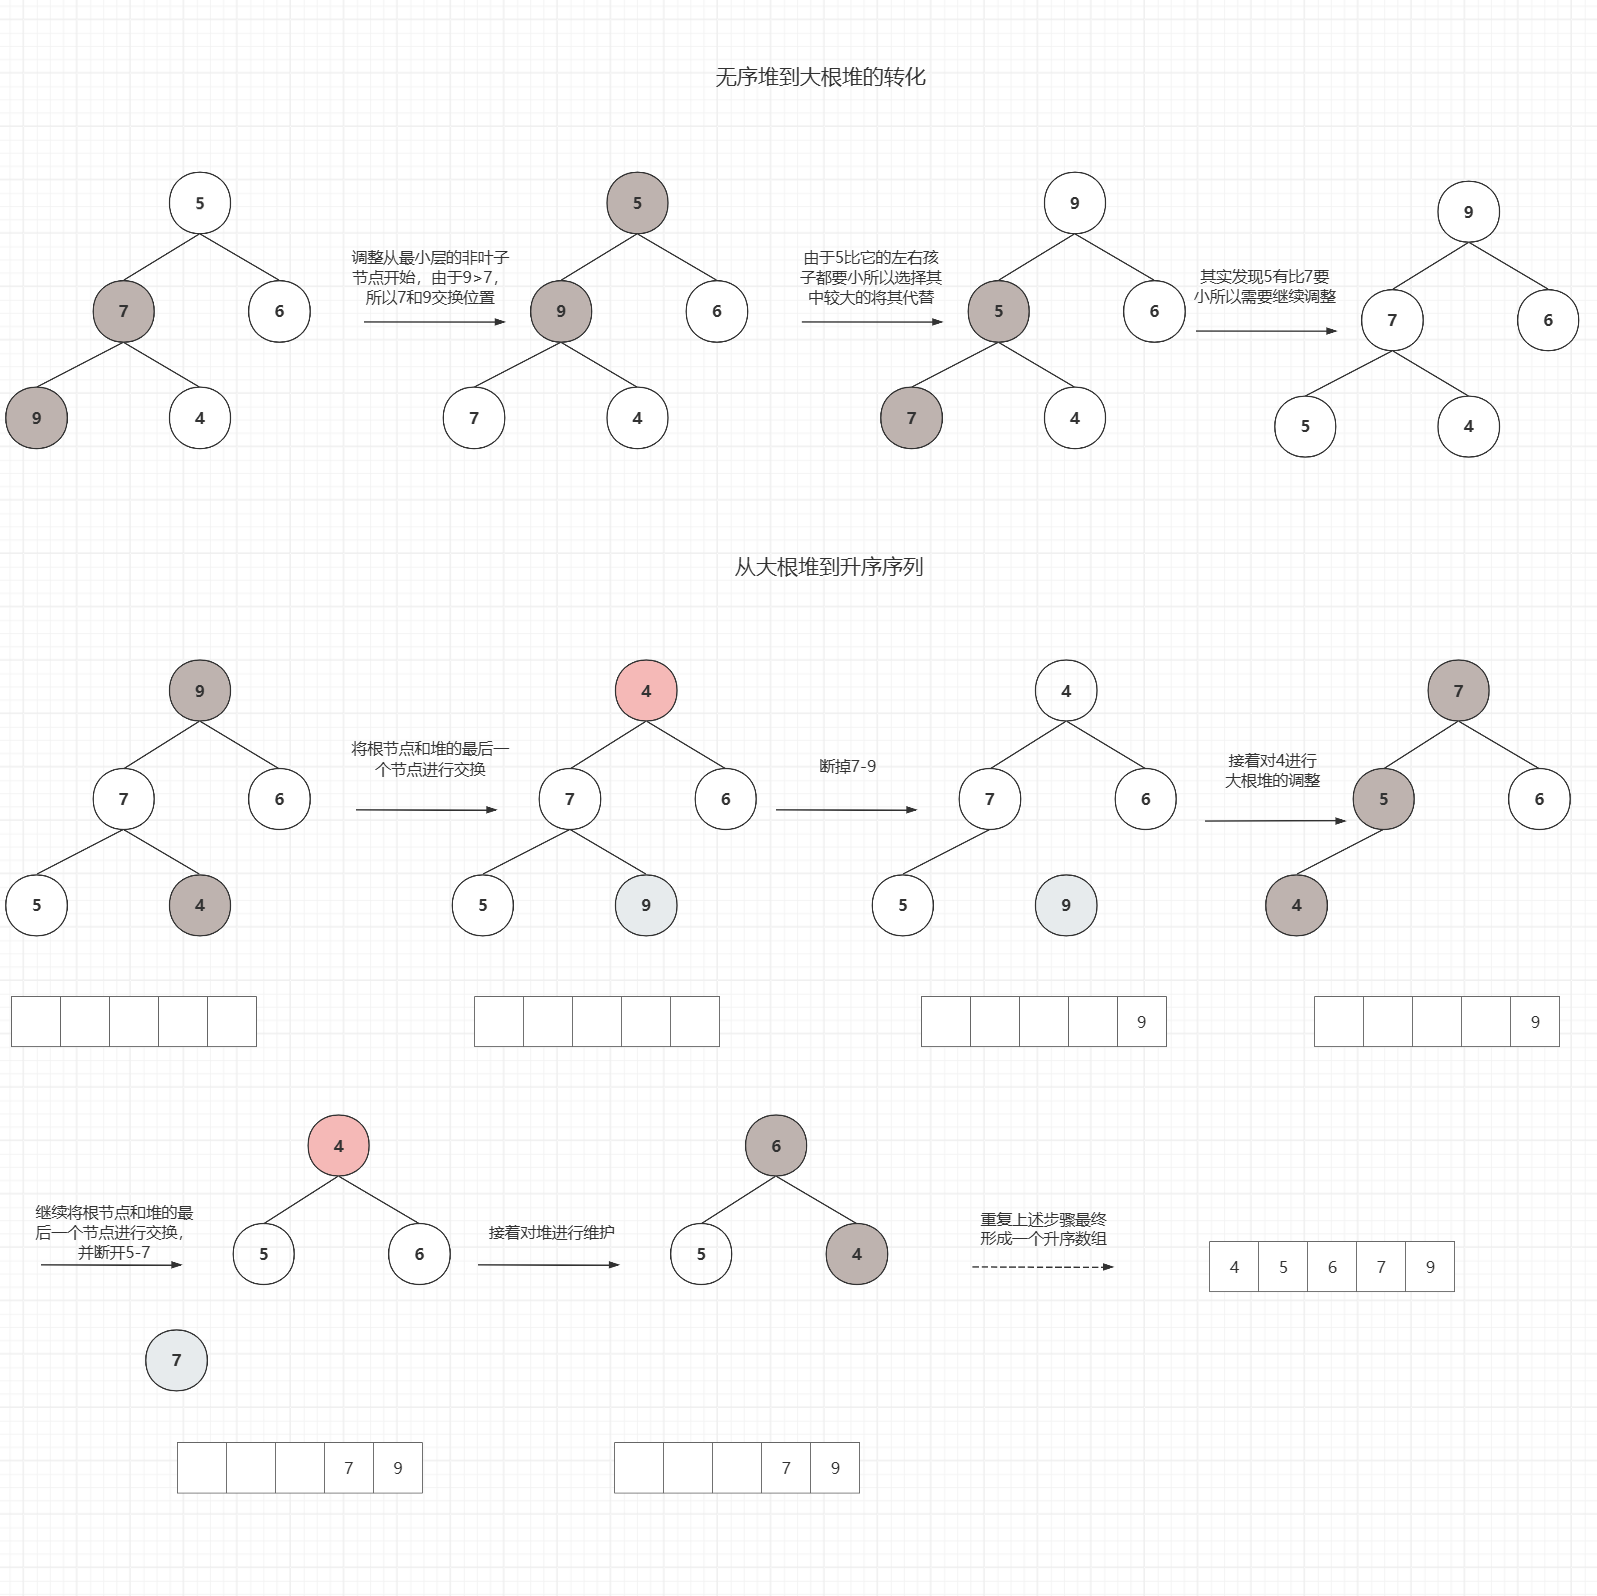 无序堆到大根堆的转化
5
7
6
9
4
调整从最小层的非叶子
节点开始，由于9>7，
所以7和9交换位置
5
9
6
7
4
由于5比它的左右孩
子都要小所以选择其
中较大的将其代替
9
5
6
7
4
其实发现5有比7要
小所以需要继续调整
9
7
6
5
4
从大根堆到升序序列
9
7
6
5
4
将根节点和堆的最后一
个节点进行交换
4
7
6
5
9
断掉7-9
4
7
6
5
9
接着对4进行
大根堆的调整
7
5
6
4
9
9
继续将根节点和堆的最
后一个节点进行交换，
并断开5-7
4
5
6
7
接着对堆进行维护
6
5
4
重复上述步骤最终
形成一个升序数组
4 5 6 7 9
7 9
7 9